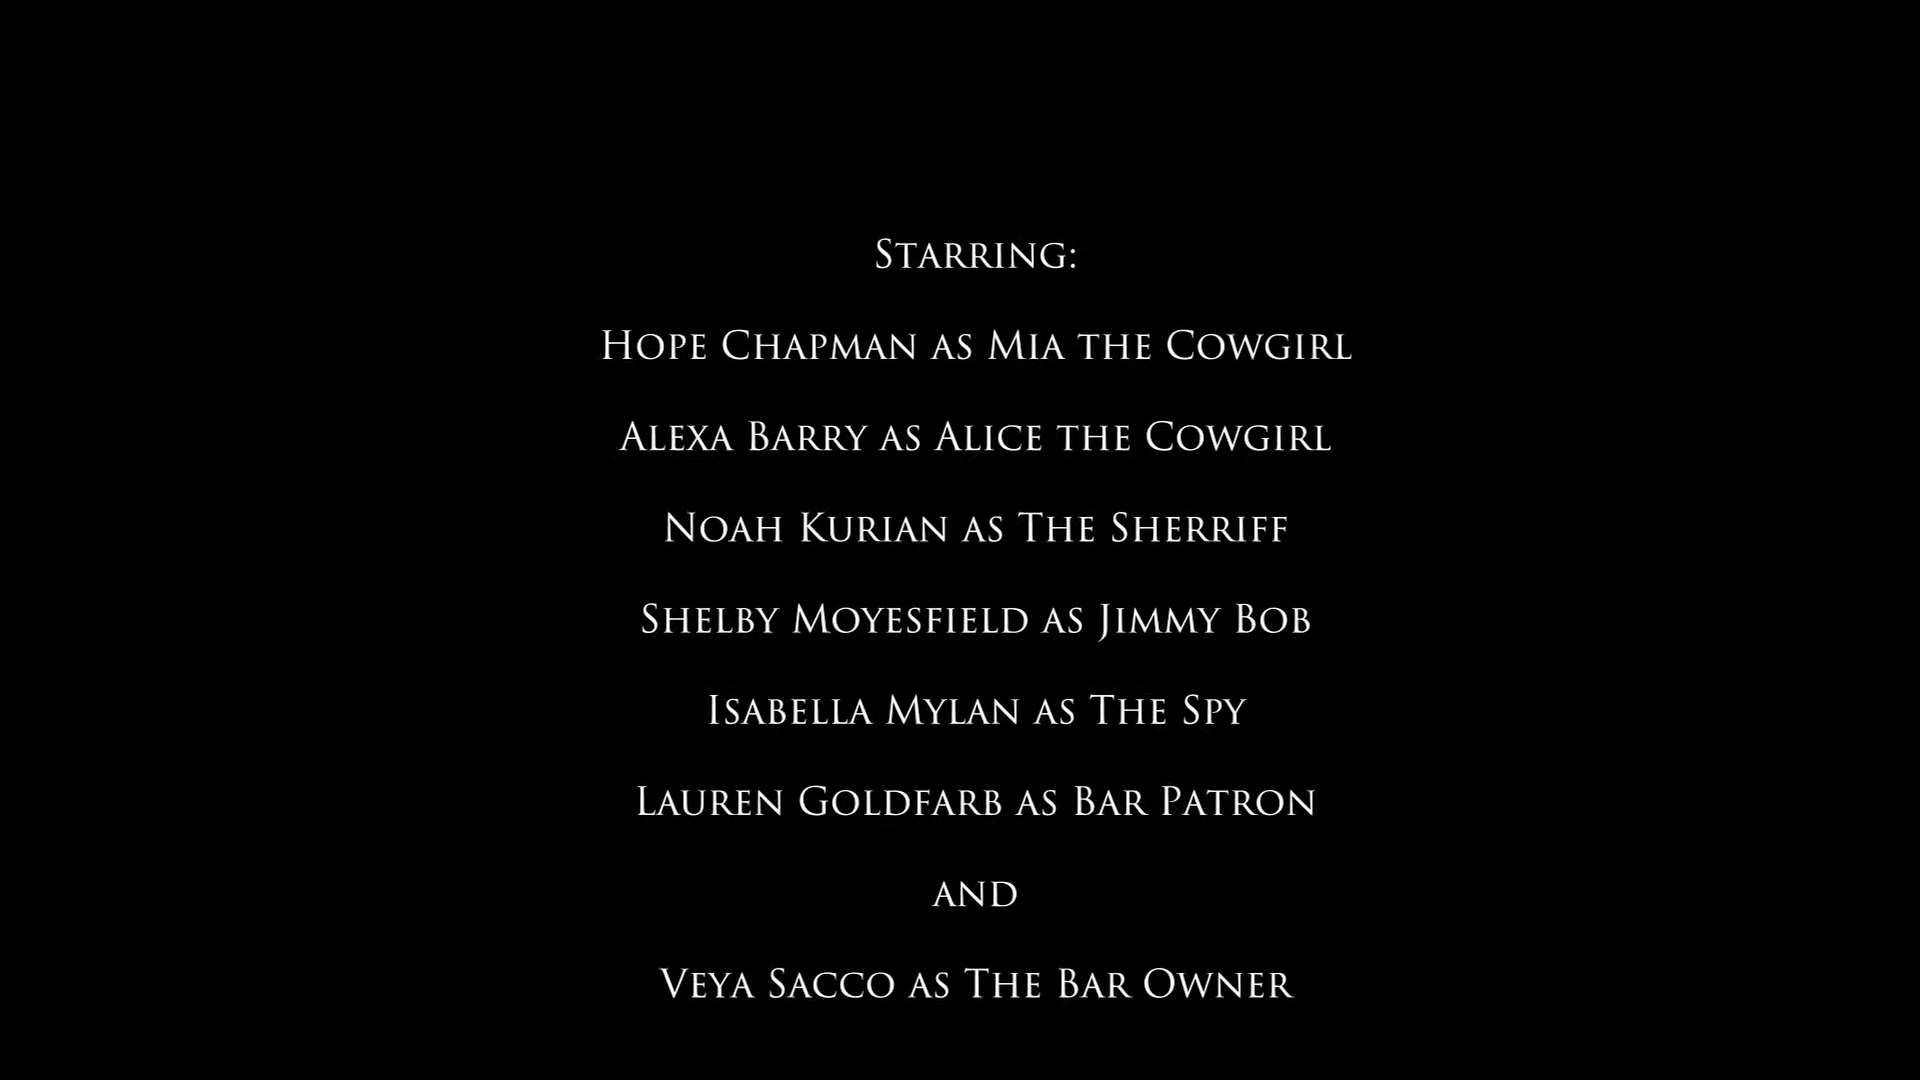 Starring:
Hope Chapman as Mia the Cowgirl
Alexa Barry as Alice the Cowgirl
Noah Kurian as The Sherriff
Shelby Moyesfield as Jimmy Bob
Isabella Mylan as The Spy
Lauren Goldfarb as Bar Patron
and
Veya Sacco as The Bar Owner